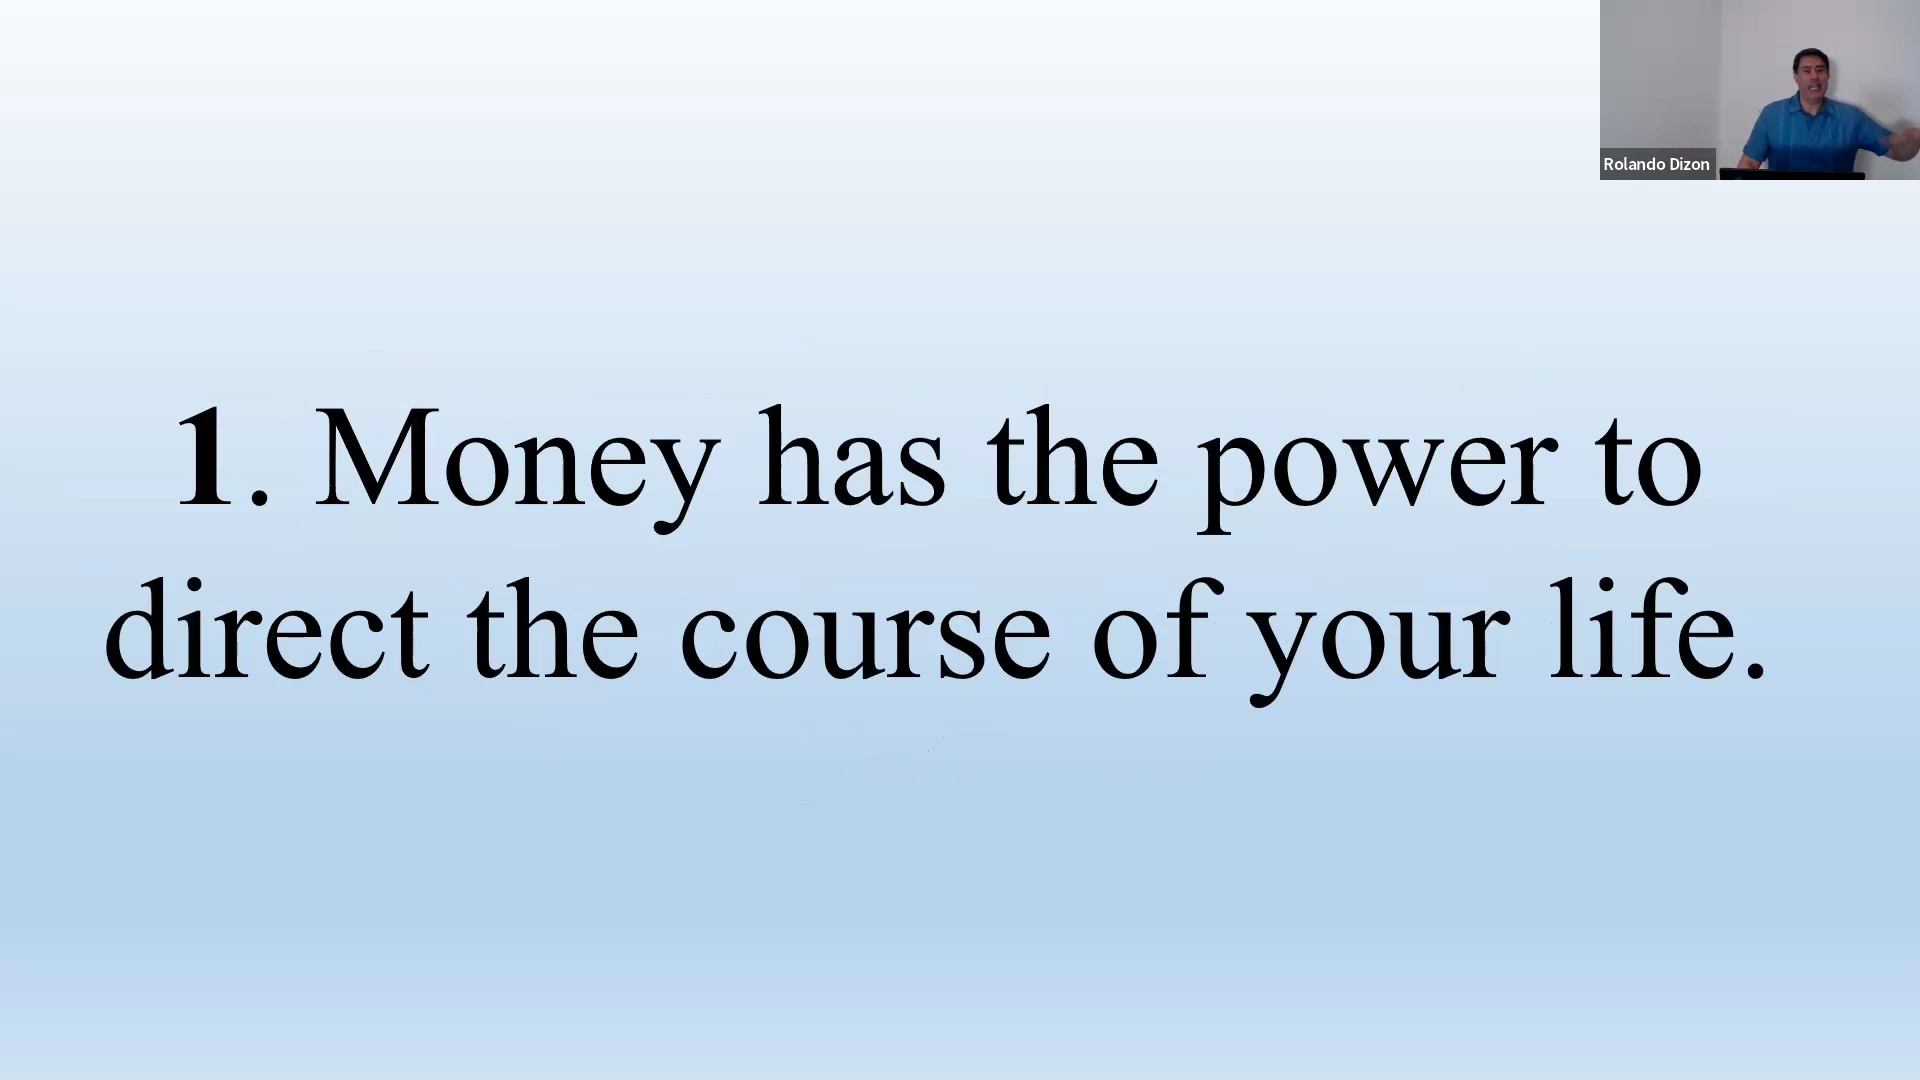 Rolando Dizon
1. Money has the power to
direct the course of your life.